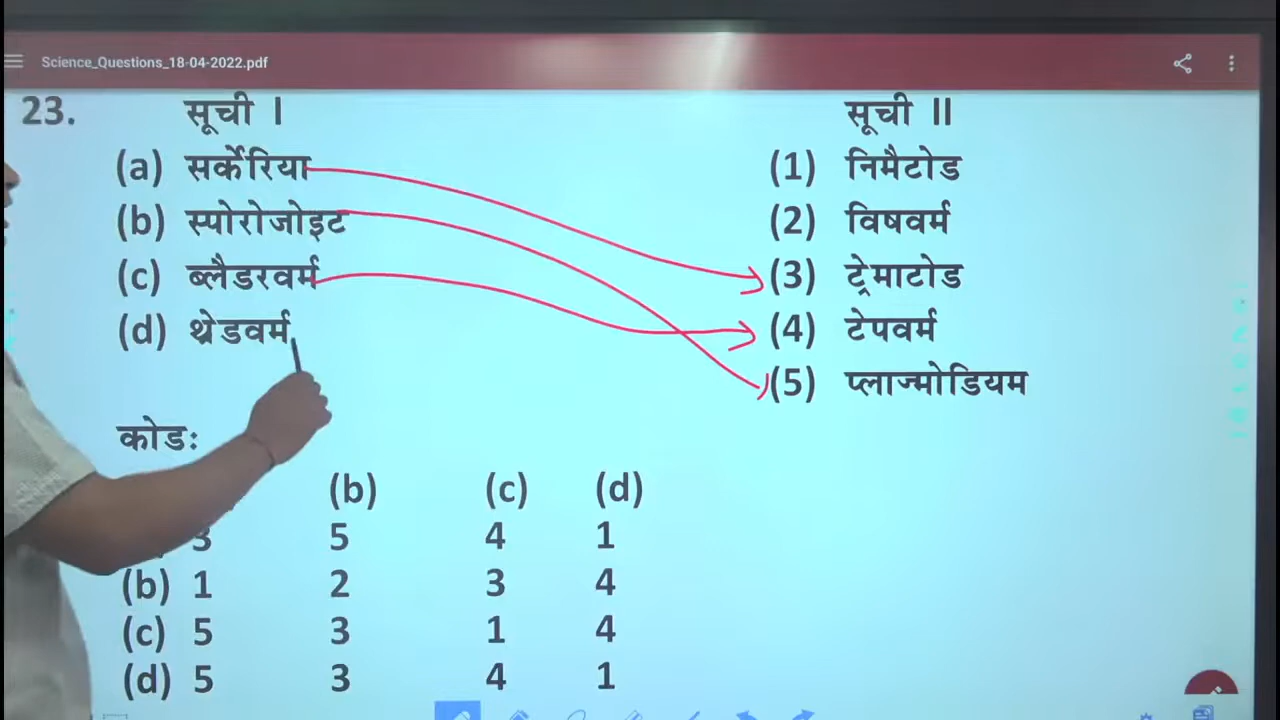 Science_Questions_18-04-2022.pdf
23. सूची I सूची II
(a) सर्केरिया (1) निमैटोड
(b) स्पोरोजोइट (2) विषवर्म
(c) ब्लैडरवर्म (3) ट्रेमाटोड
(d) थ्रेडवर्म (4) टेपवर्म
(5) प्लाज्मोडियम
कोडः
(b) (c) (d)
3 5 4 1
(b) 1 2 3 4
(c) 5 3 1 4
(d) 5 3 4 1